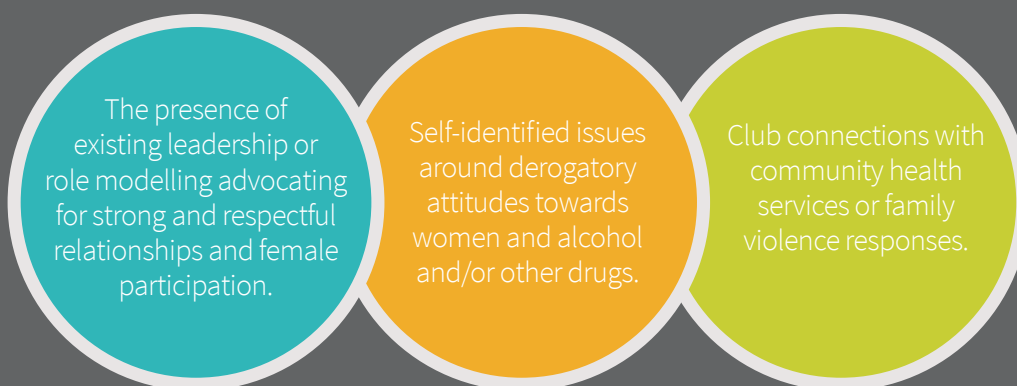 The presence of
existing leadership or
role modelling advocating
for strong and respectful
relationships and female
participation.
Self-identified issues
around derogatory
attitudes towards
women and alcohol
and/or other drugs.
Club connections with
community health
services or family
violence responses.